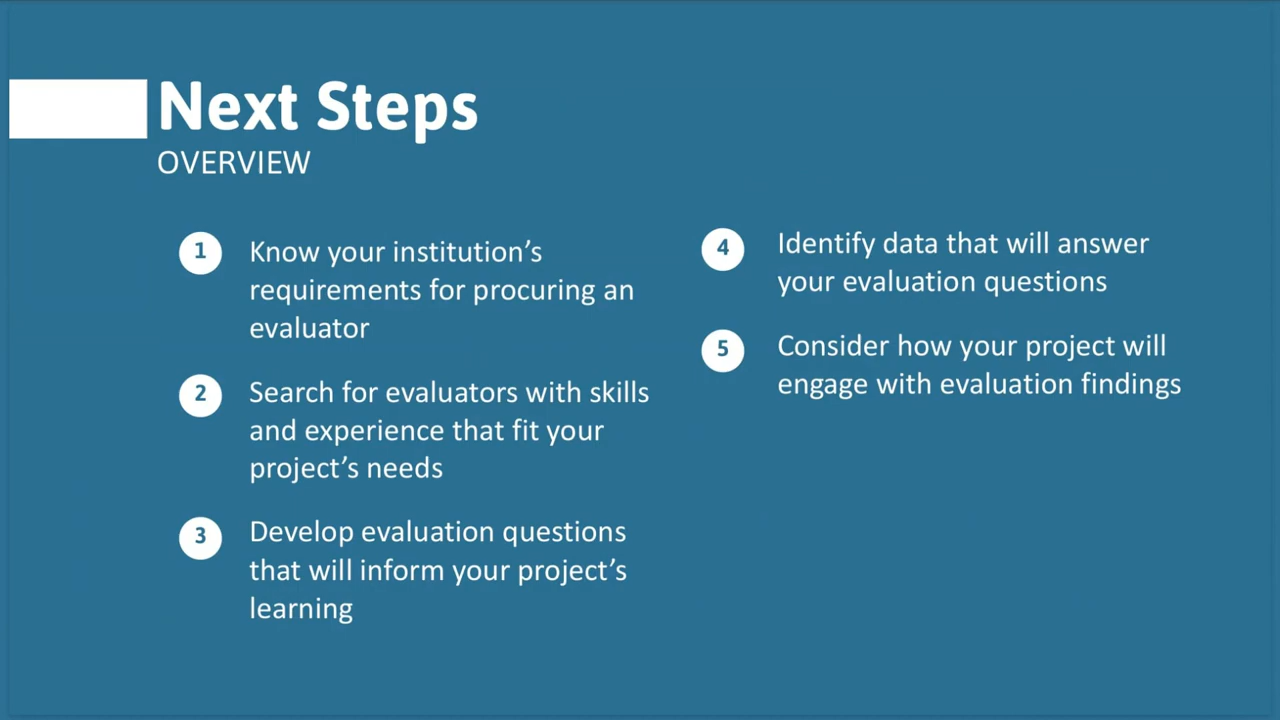 Next Steps
OVERVIEW
1 Know your institution’s
requirements for procuring an
evaluator
2 Search for evaluators with skills
and experience that fit your
project’s needs
3 Develop evaluation questions
that will inform your project’s
learning
4 Identify data that will answer
your evaluation questions
5 Consider how your project will
engage with evaluation findings